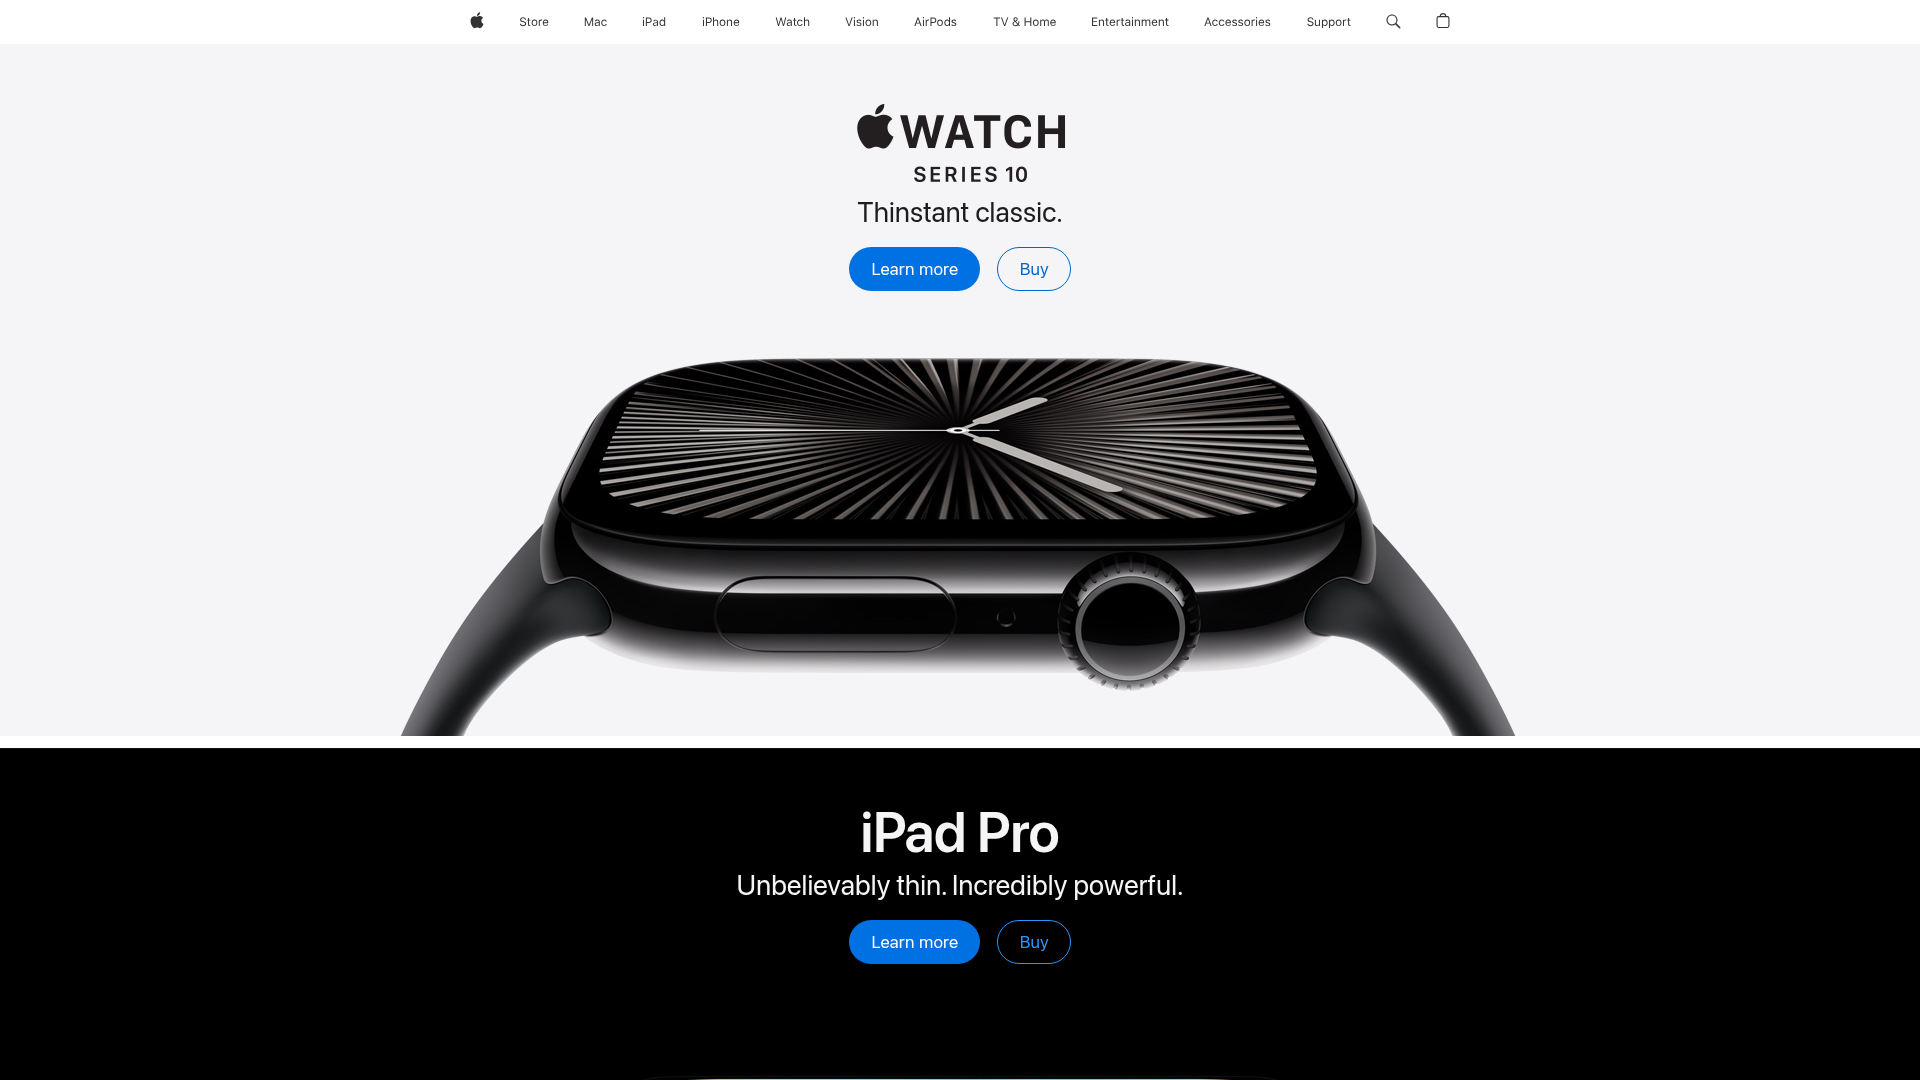 Store Mac iPad iPhone Watch Vision AirPods TV & Home Entertainment Accessories Support
WATCH
SERIES 10
Thinstant classic.
Learn more Buy
iPad Pro
Unbelievably thin. Incredibly powerful.
Learn more Buy